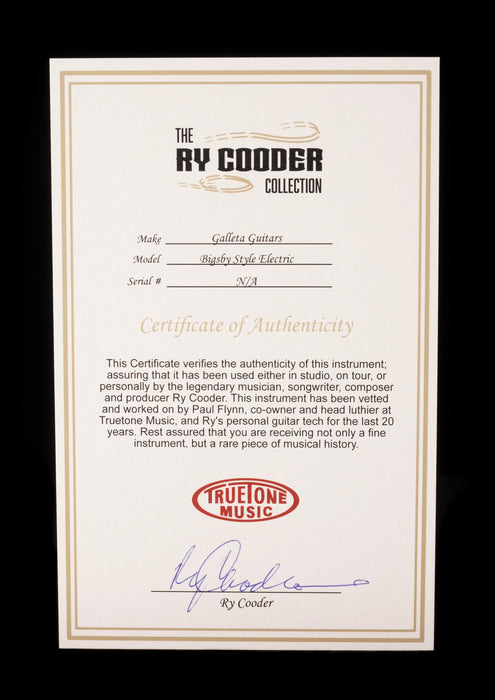 THE
RY COODER
COLLECTION
Make Galleta Guitars
Model Bigsby Style Electric
Serial # N/A
Certificate of Authenticity
This Certificate verifies the authenticity of this instrument;
assuring that it has been used either in studio, on tour, or
personally by the legendary musician, songwriter, composer
and producer Ry Cooder. This instrument has been vetted
and worked on by Paul Flynn, co-owner and head luthier at
Truetone Music, and Ry's personal guitar tech for the last 20
years. Rest assured that you are receiving not only a fine
instrument, but a rare piece of musical history.
TRUETONE
MUSIC
Ry Cooder
Ry Cooder